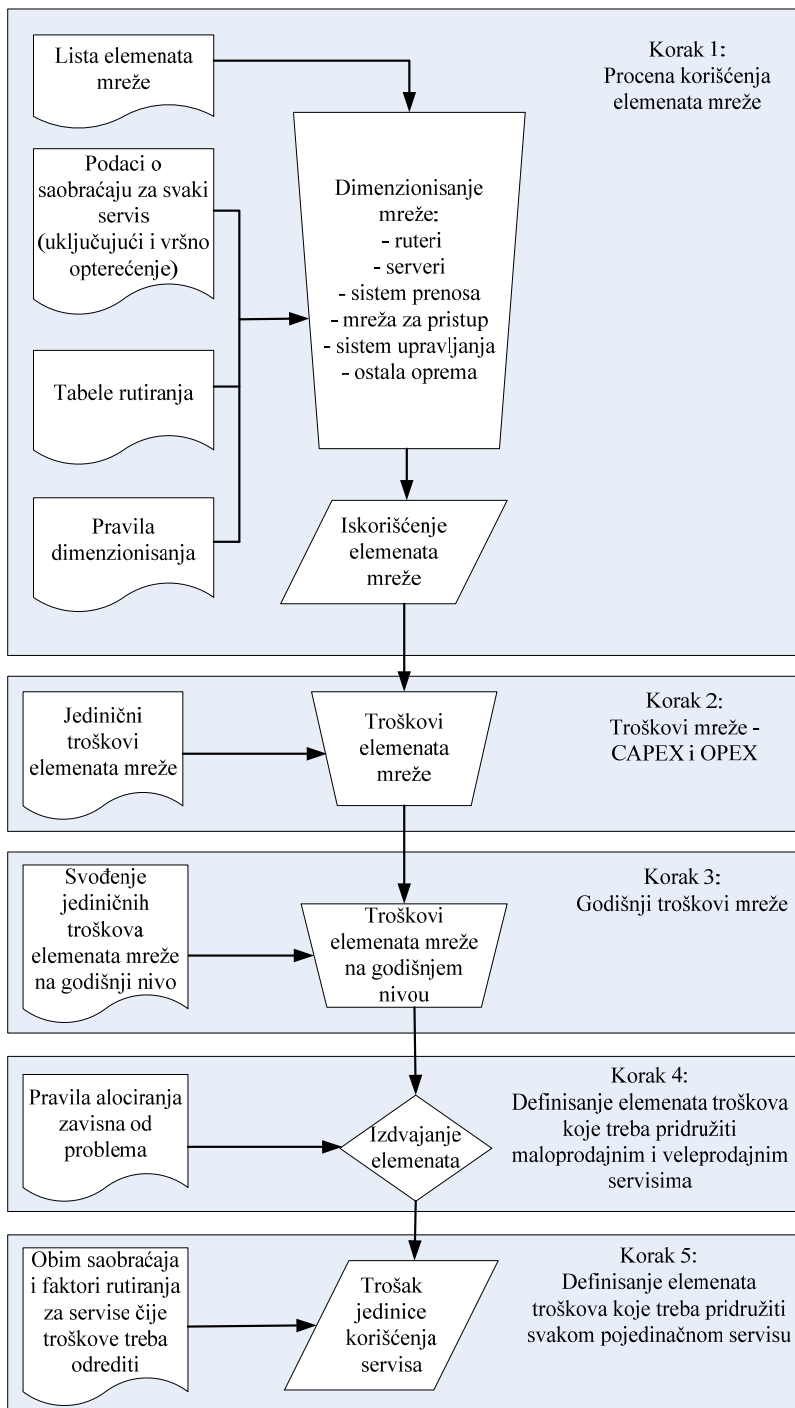 Lista elemenata
mreže
Korak 1:
Procena korišćenja
elemenata mreže
Podaci o
saobraćaju za svaki
servis
(uključujući i vršno
opterećenje)
Dimenzionisanje
mreže:
- ruteri
- serveri
- sistem prenosa
- mreža za pristup
- sistem upravljanja
- ostala oprema
Tabele rutiranja
Pravila
dimenzionisanja
Iskorišćenje
elemenata
mreže
Jedinični
troškovi
elemenata mreže
Troškovi
elemenata
mreže
Korak 2:
Troškovi mreže -
CAPEX i OPEX
Svođenje
jediničnih
troškova
elemenata mreže
na godišnji nivo
Troškovi
elemenata mreže
na godišnjem
nivou
Korak 3:
Godišnji troškovi mreže
Pravila alociranja
zavisna od
problema
Izdvajanje
elemenata
Korak 4:
Definisanje elemenata troškova
koje treba pridružiti
maloprodajnim i veleprodajnim
servisima
Obim saobraćaja
i faktori rutiranja
za servise čije
troškove treba
odrediti
Trošak
jedinice
korišćenja
servisa
Korak 5:
Definisanje elemenata
troškova koje treba pridružiti
svakom pojedinačnom servisu